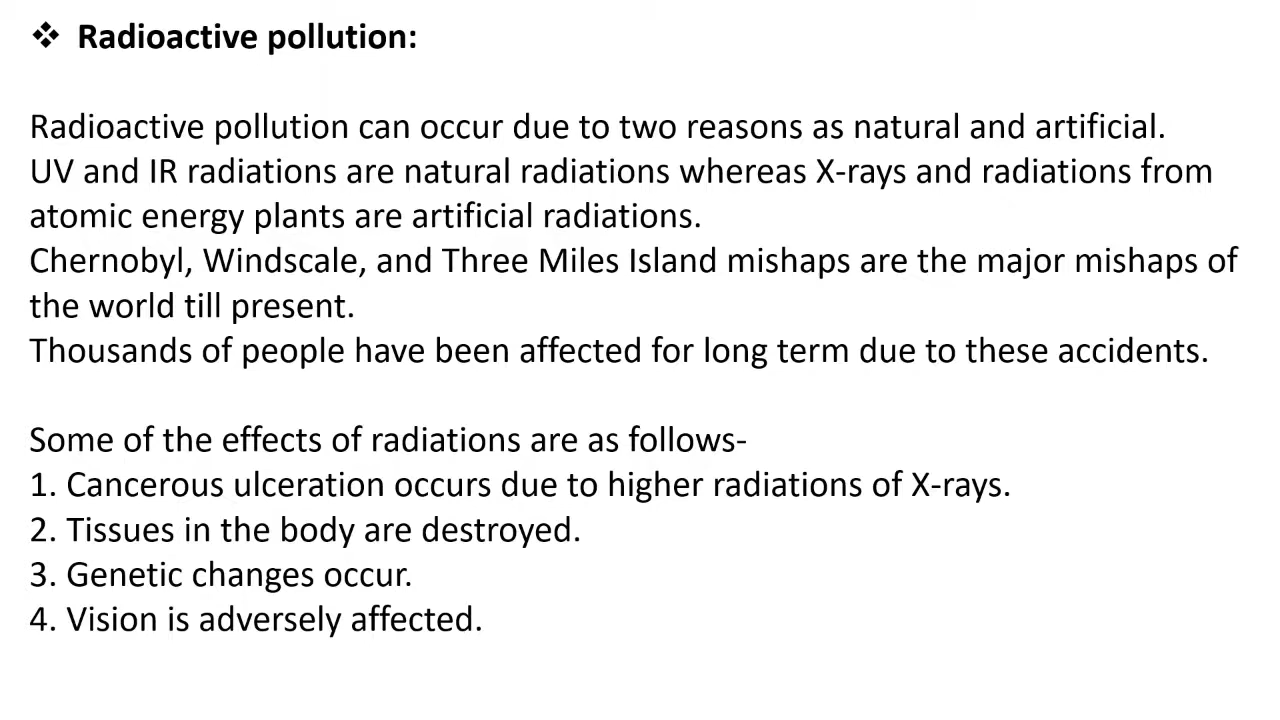 ❖ Radioactive pollution:
Radioactive pollution can occur due to two reasons as natural and artificial.
UV and IR radiations are natural radiations whereas X-rays and radiations from
atomic energy plants are artificial radiations.
Chernobyl, Windscale, and Three Miles Island mishaps are the major mishaps of
the world till present.
Thousands of people have been affected for long term due to these accidents.
Some of the effects of radiations are as follows-
1. Cancerous ulceration occurs due to higher radiations of X-rays.
2. Tissues in the body are destroyed.
3. Genetic changes occur.
4. Vision is adversely affected.